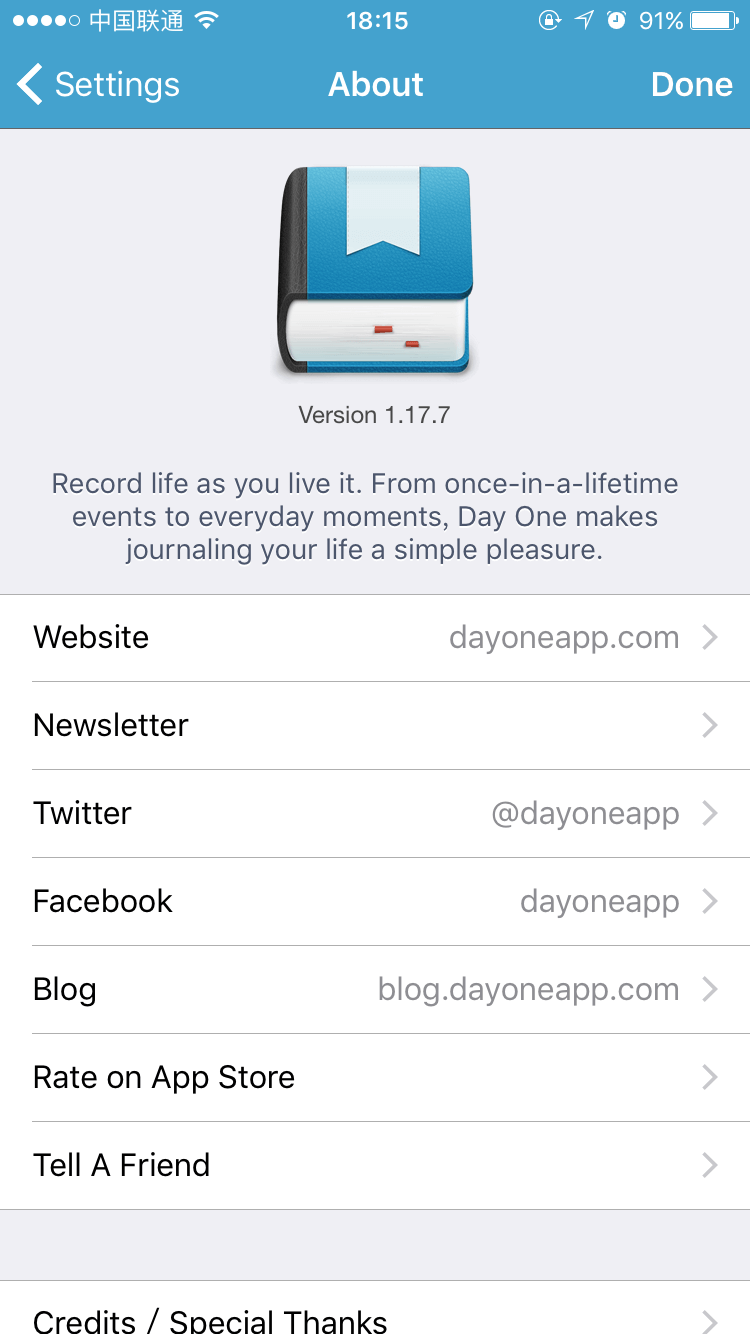 中国联通 18:15 91%
Settings About Done
Version 1.17.7
Record life as you live it. From once-in-a-lifetime
events to everyday moments, Day One makes
journaling your life a simple pleasure.
Website dayoneapp.com
Newsletter
Twitter @dayoneapp
Facebook dayoneapp
Blog blog.dayoneapp.com
Rate on App Store
Tell A Friend
Credits / Special Thanks